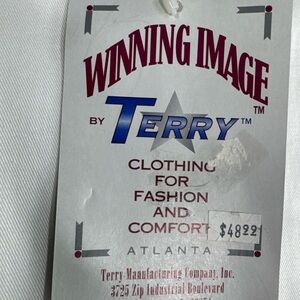 WINNING IMAGE
TM
BY TERRY™
CLOTHING
FOR
FASHION
AND
COMFORT
$48
ATLANTA
Terry Manufacturing Company, Inc.
3725 Zip Industrial Boulevard